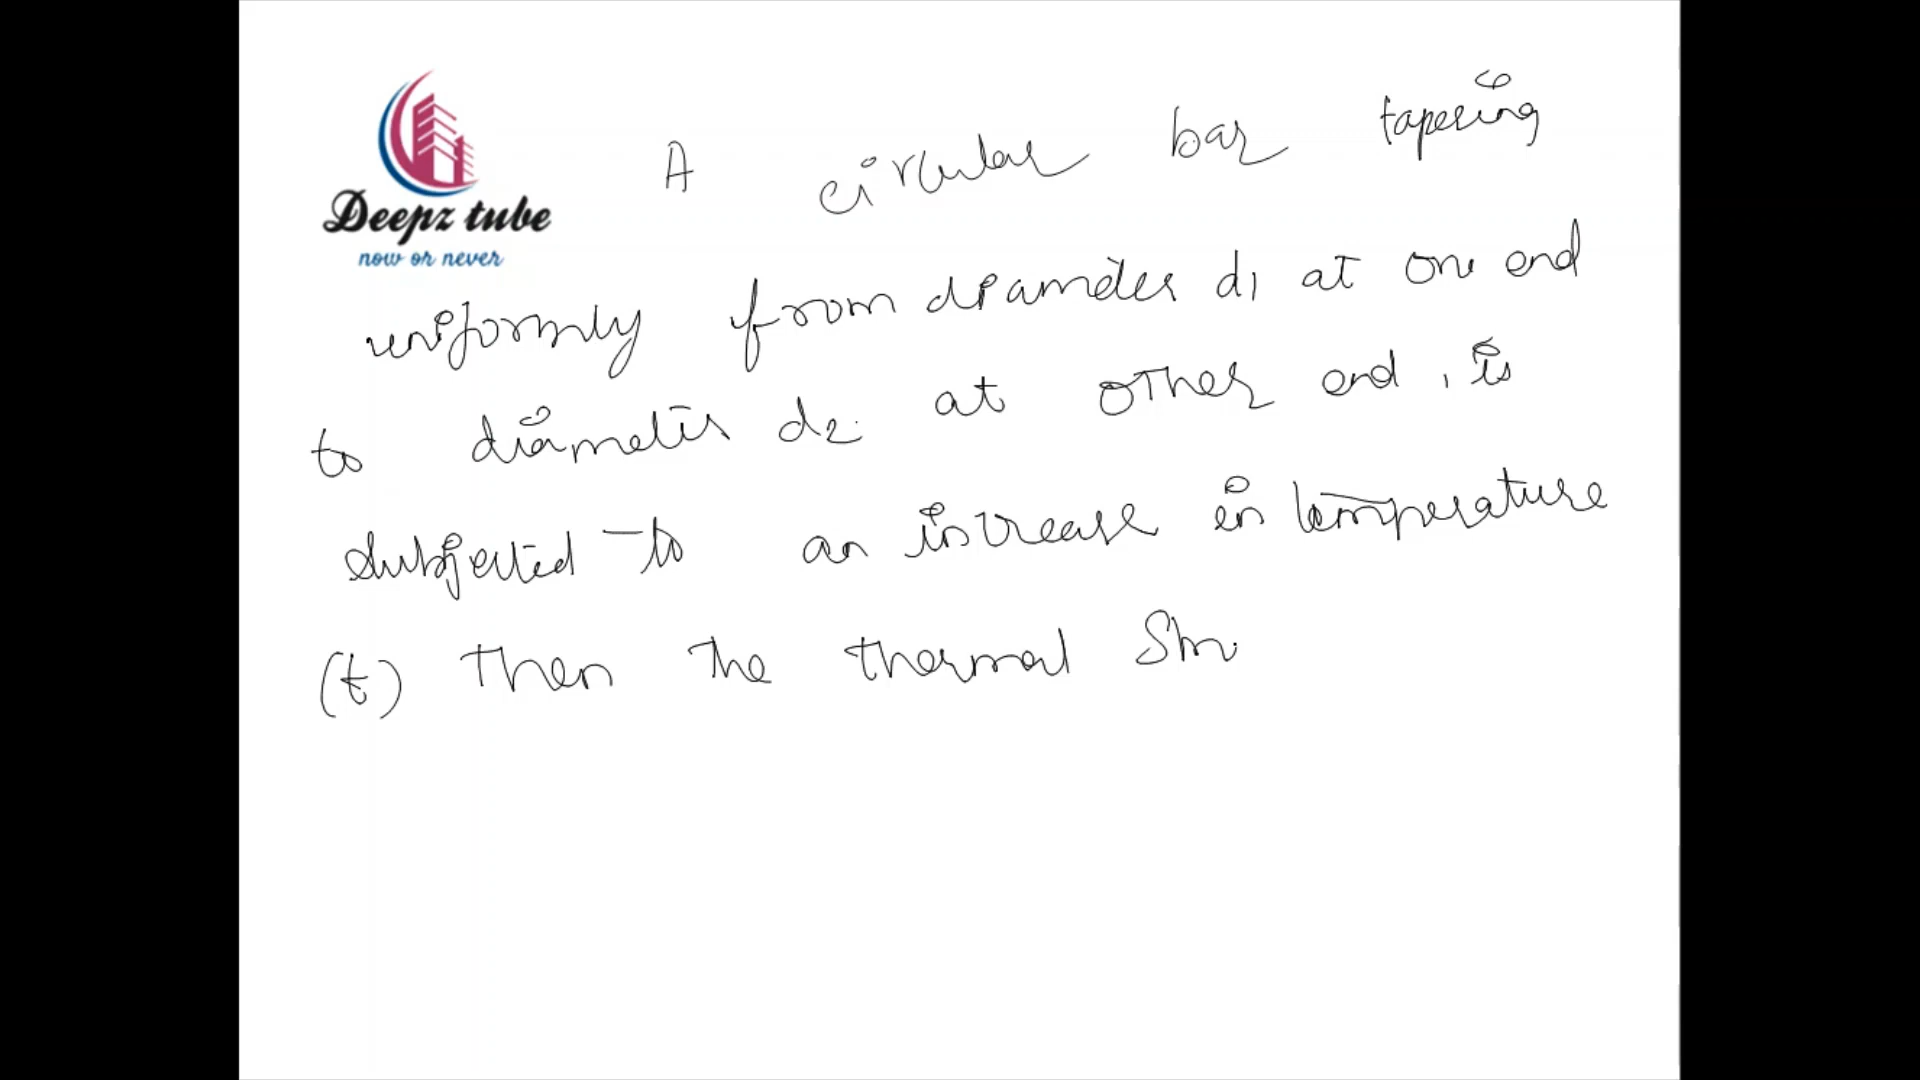 Deepz tube
now or never
A circular bar tapering
uniformly from diameter d1 at one end
to diameter d2 at other end, is
subjected to an increase in temperature
(t) Then the thermal